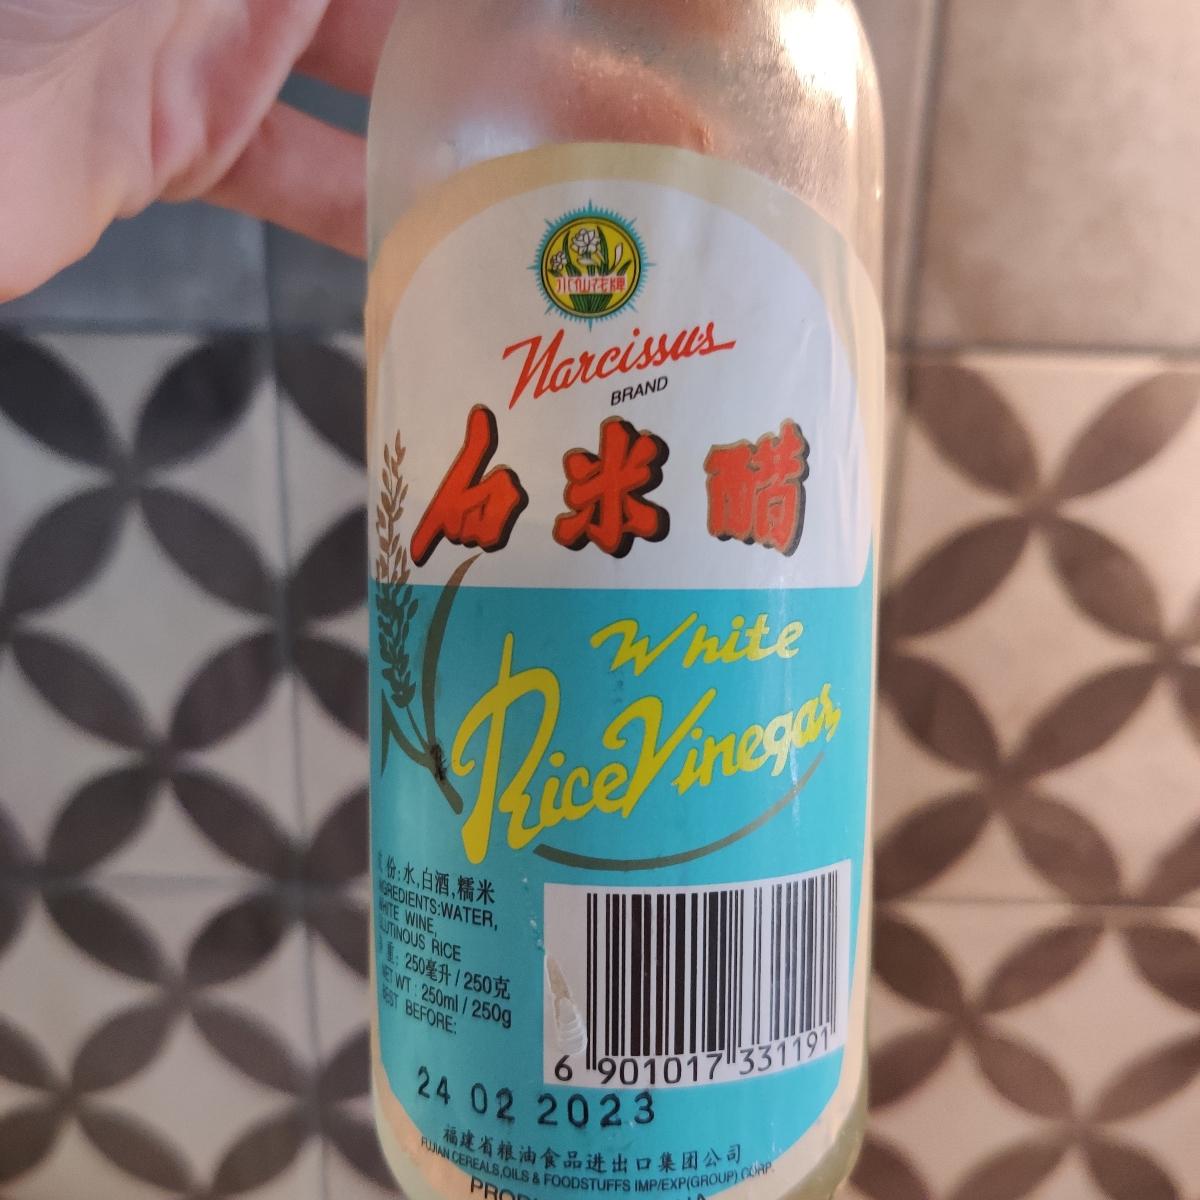 水仙花牌
Narcissus
BRAND
白米醋
White
Rice Vinegar
份:水,白酒,糯米
INGREDIENTS:WATER,
WHITE WINE,
GLUTINOUS RICE
重: 250毫升 / 250克
NET WT : 250ml / 250g
BEST BEFORE:
6 901017 331191
24 02 2023
福建省粮油食品进出口集团公司
FUJIAN CEREALS,OILS & FOODSTUFFS IMP/EXP(GROUP) CORP.